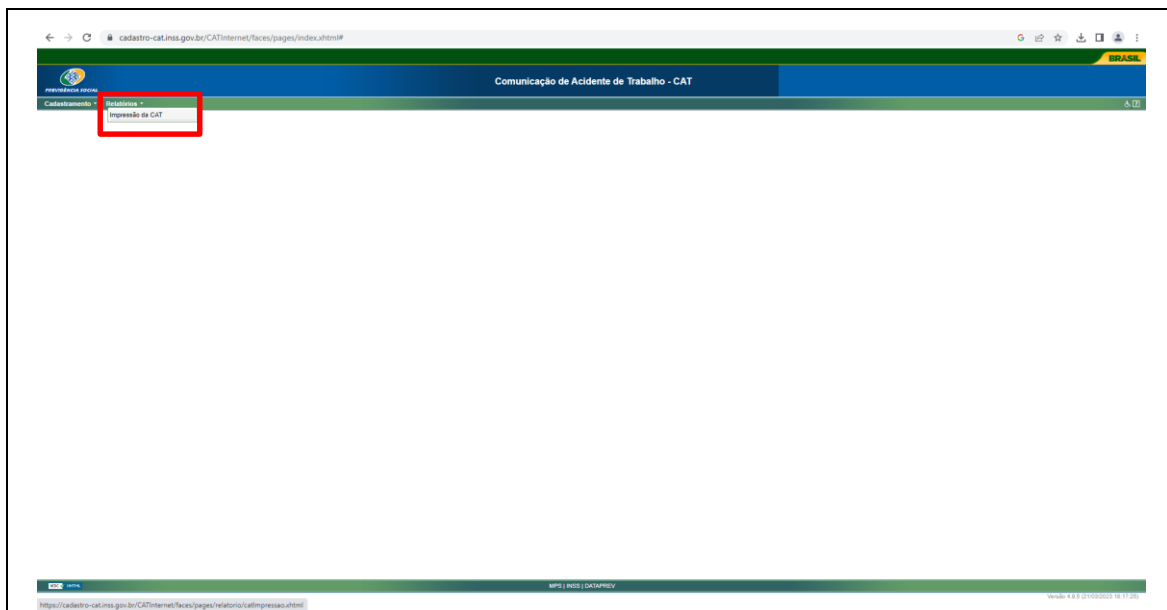 cadastro-cat.inss.gov.br/CATInternet/faces/pages/index.xhtml#
BRASIL
PREVIDÊNCIA SOCIAL
Comunicação de Acidente de Trabalho - CAT
Cadastramento Relatórios
Impressão da CAT
MPS | INSS | DATAPREV
https://cadastro-cat.inss.gov.br/CATInternet/faces/pages/relatorio/catImpressao.xhtml